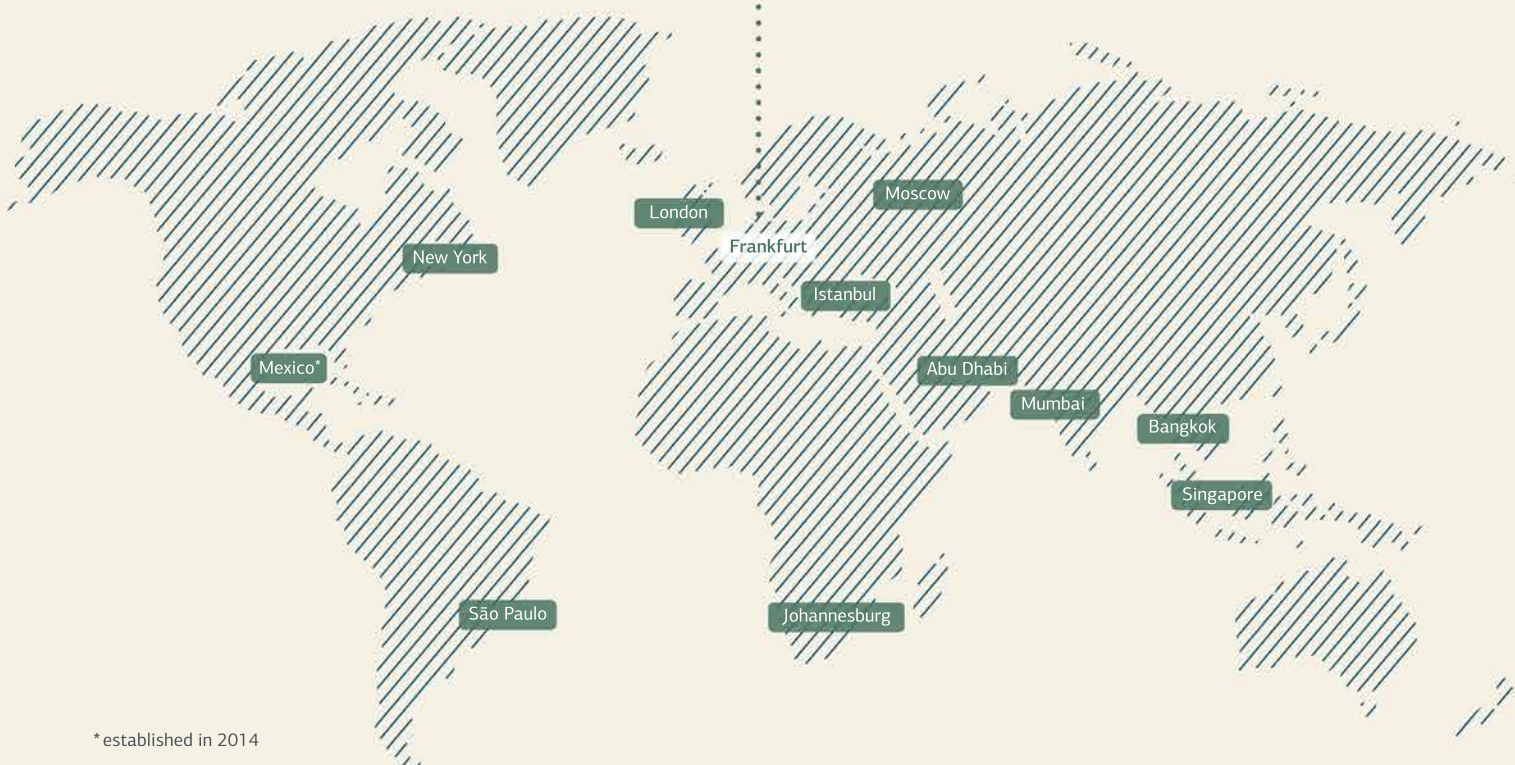 Moscow
London
Frankfurt
New York
Istanbul
Mexico*
Abu Dhabi
Mumbai
Bangkok
Singapore
São Paulo
Johannesburg
* established in 2014